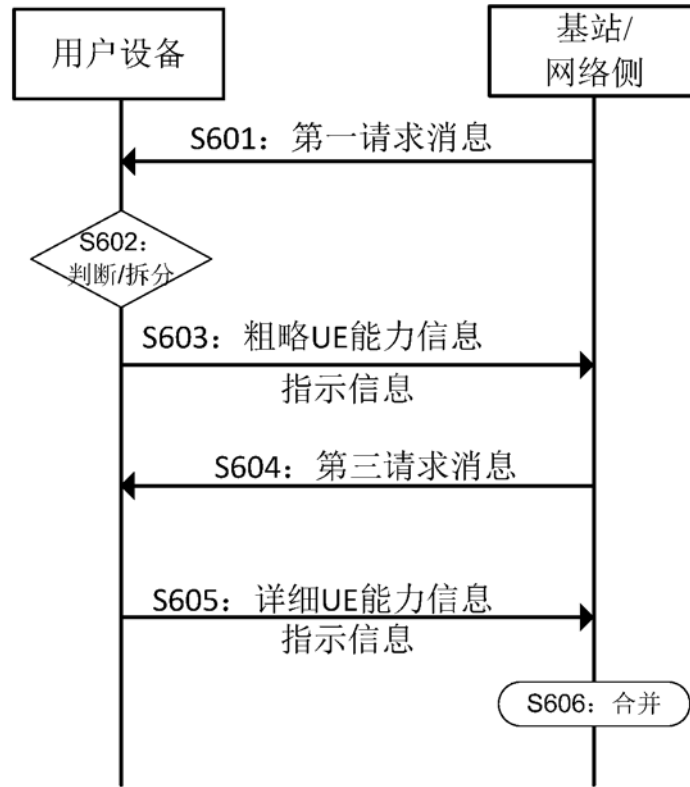 用户设备
基站/
网络侧
S601：第一请求消息
S602：
判断/拆分
S603：粗略UE能力信息
指示信息
S604：第三请求消息
S605：详细UE能力信息
指示信息
S606：合并